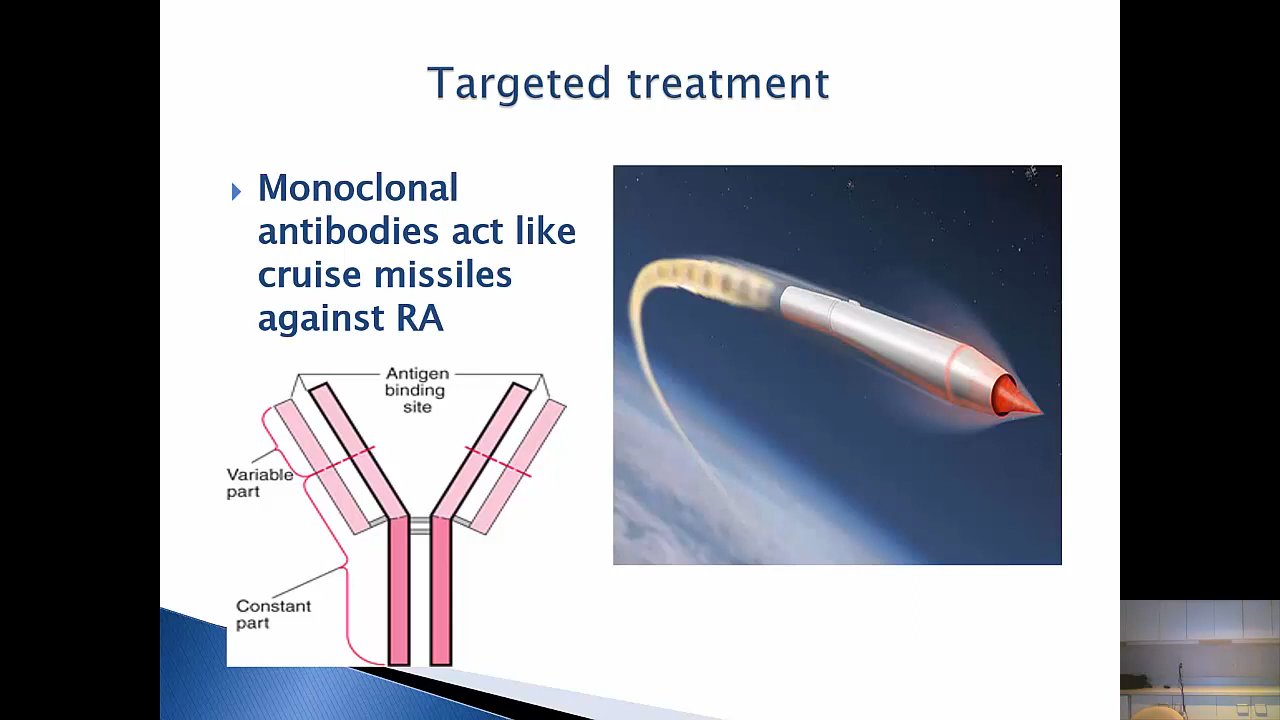 Targeted treatment
Monoclonal
antibodies act like
cruise missiles
against RA
Antigen
binding
site
Variable
part
Constant
part